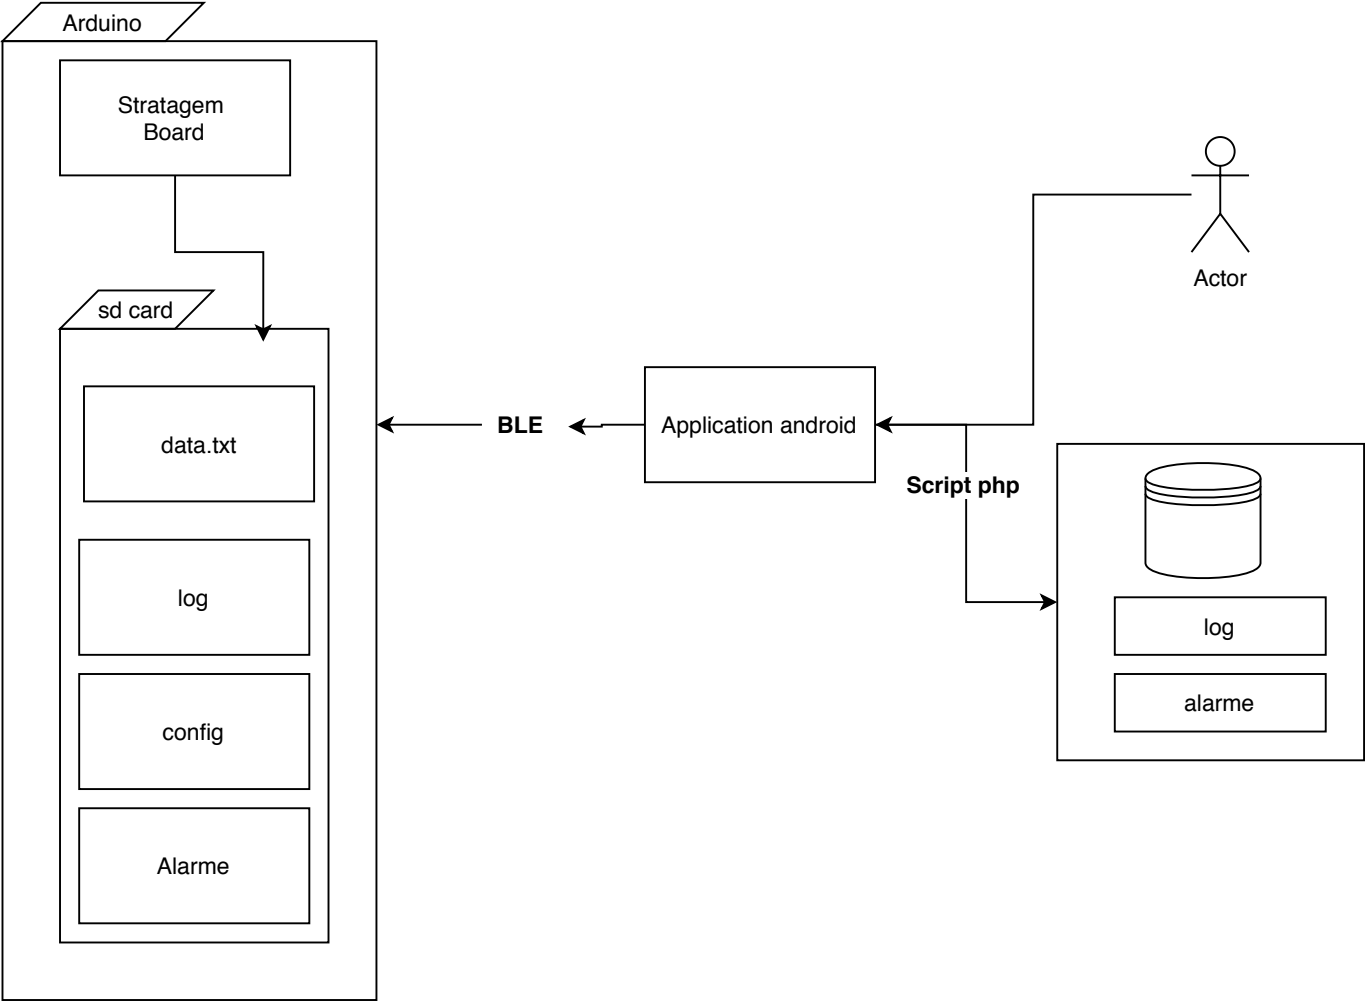 Arduino
Stratagem
Board
sd card
data.txt
log
config
Alarme
BLE
Application android
Script php
Actor
log
alarme